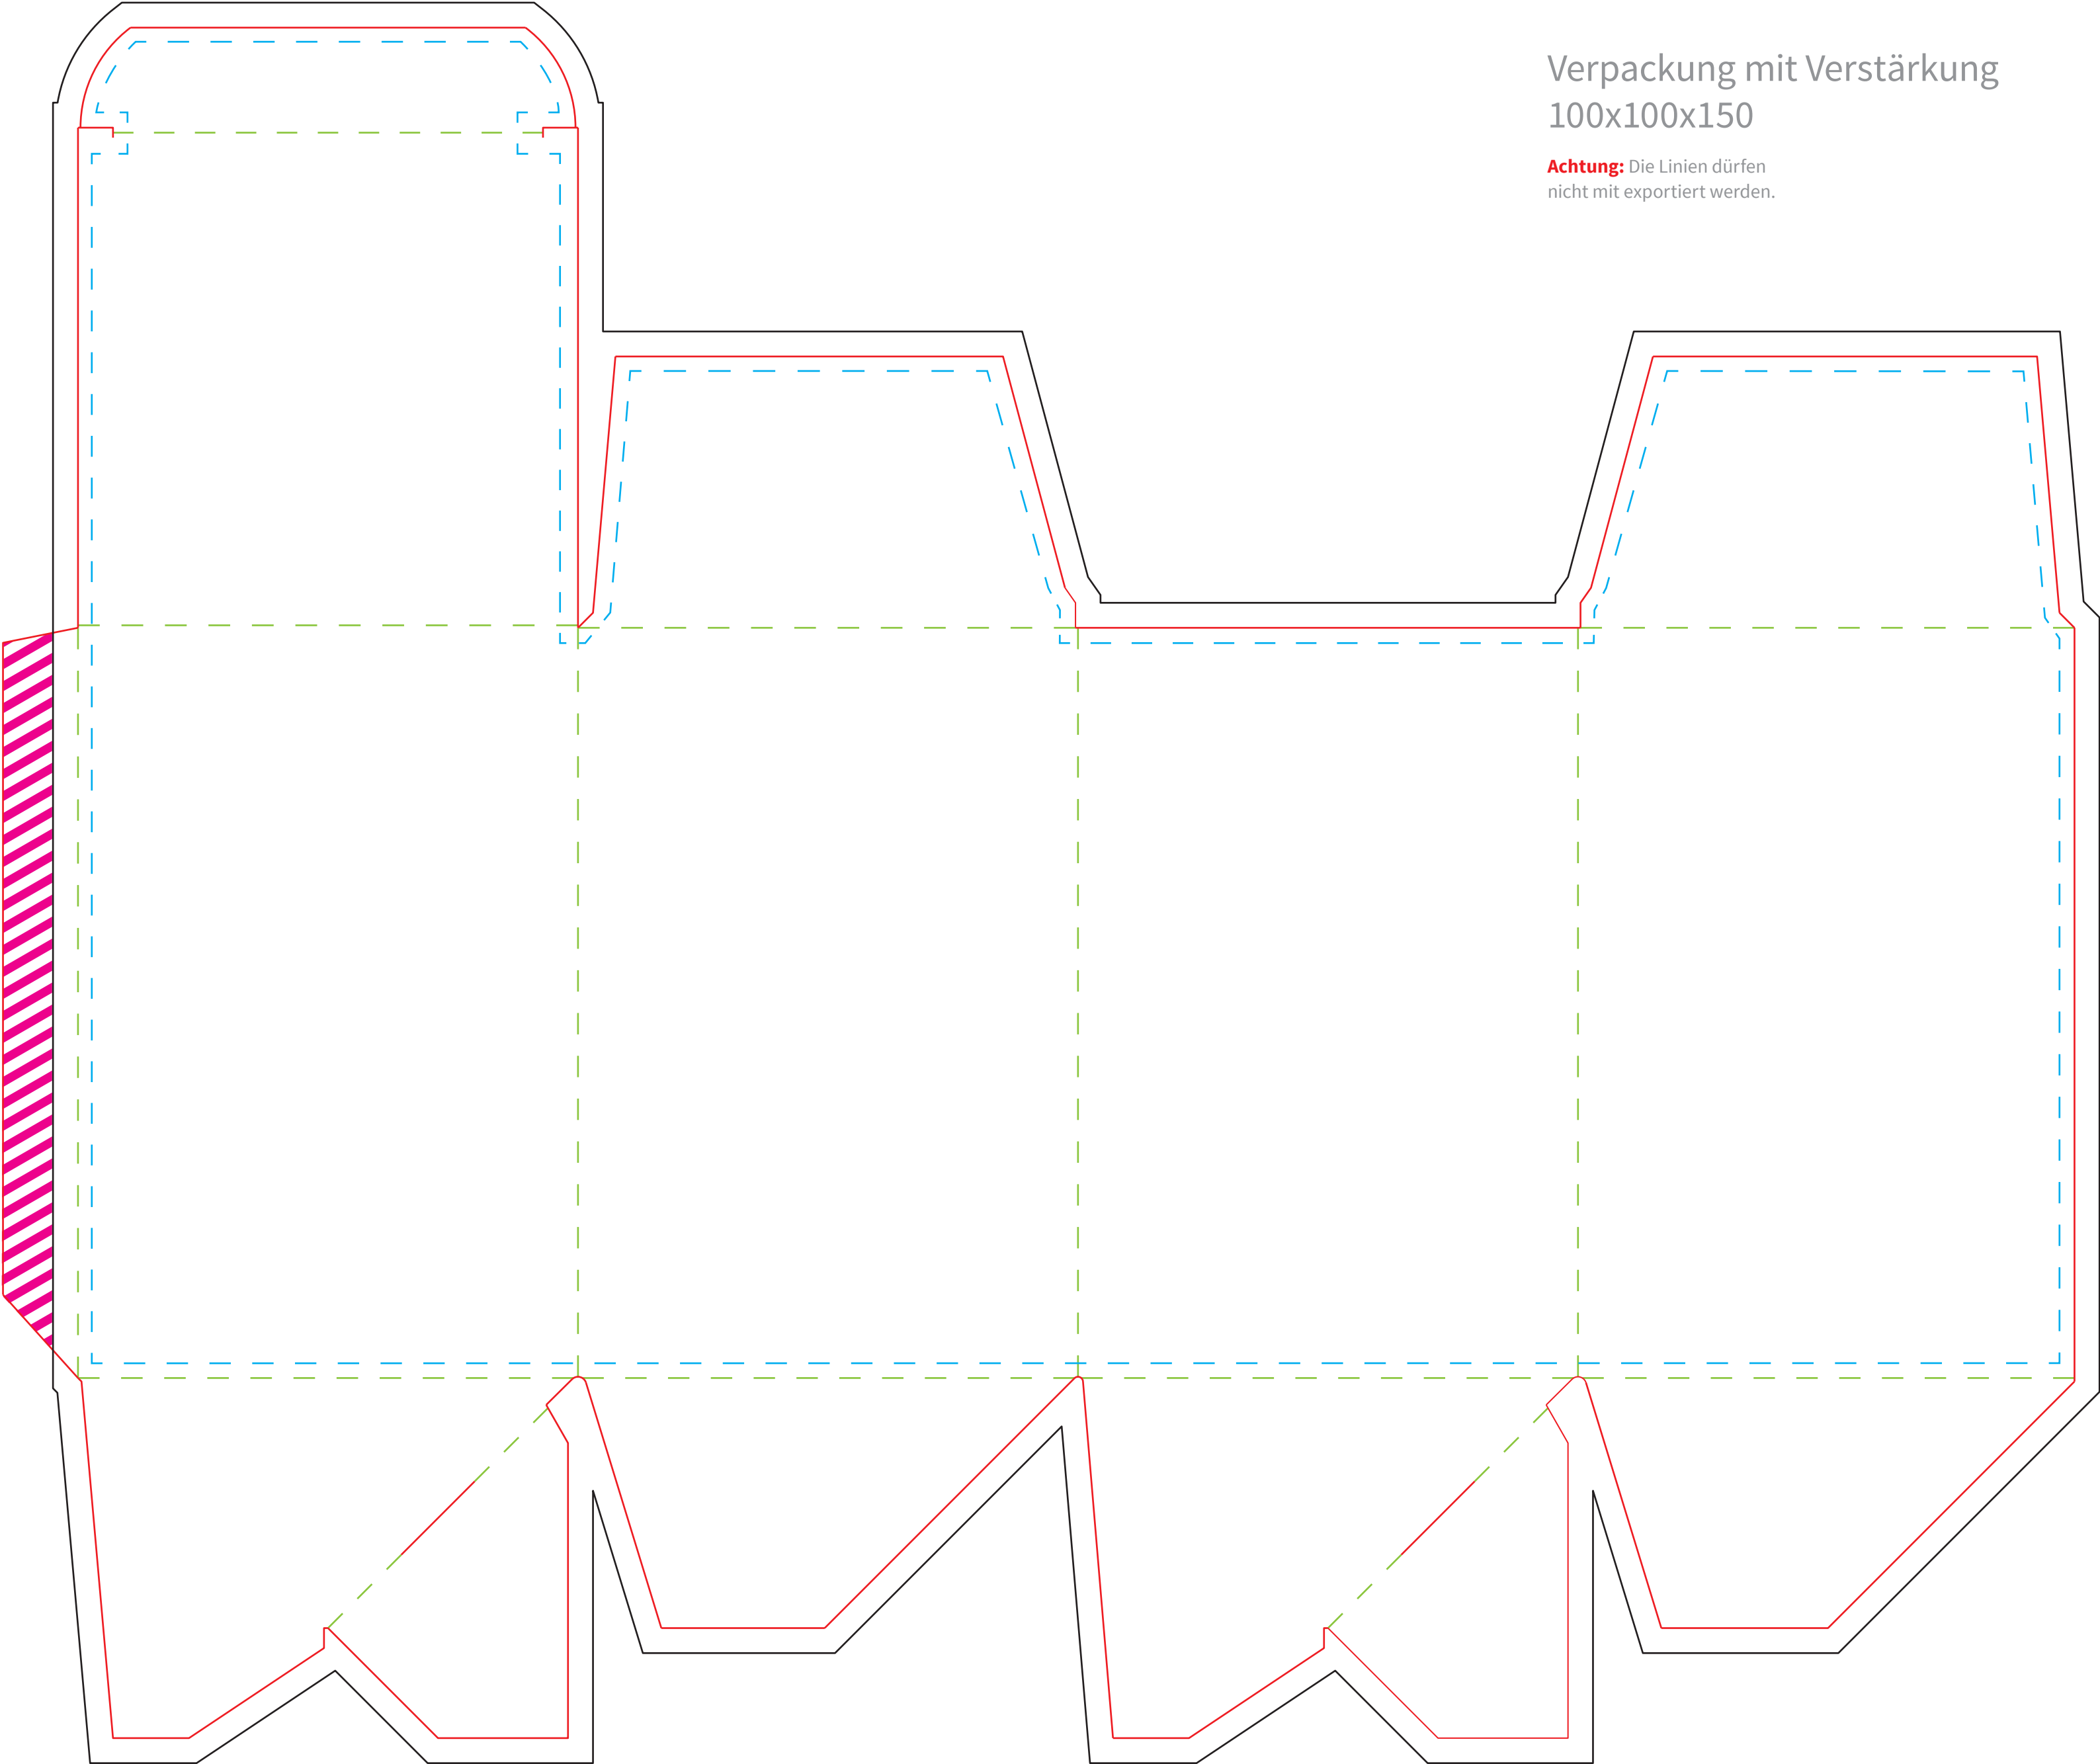 Verpackung mit Verstärkung
100x100x150
Achtung: Die Linien dürfen
nicht mit exportiert werden.